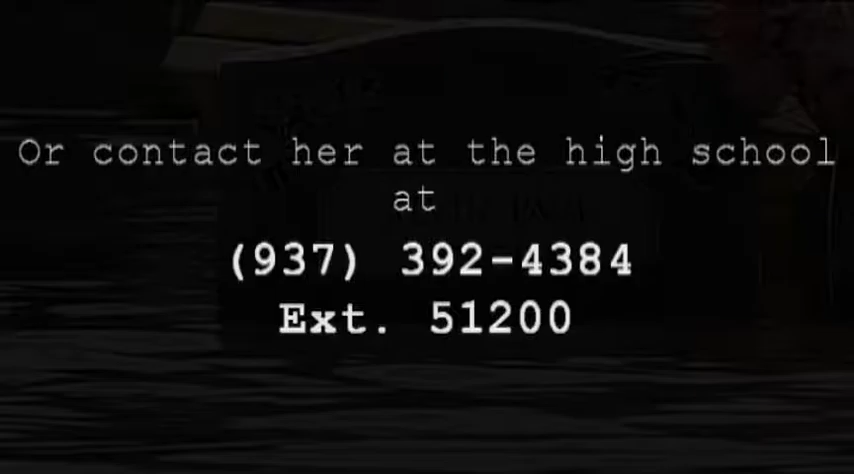 Or contact her at the high school
at
(937) 392-4384
Ext. 51200